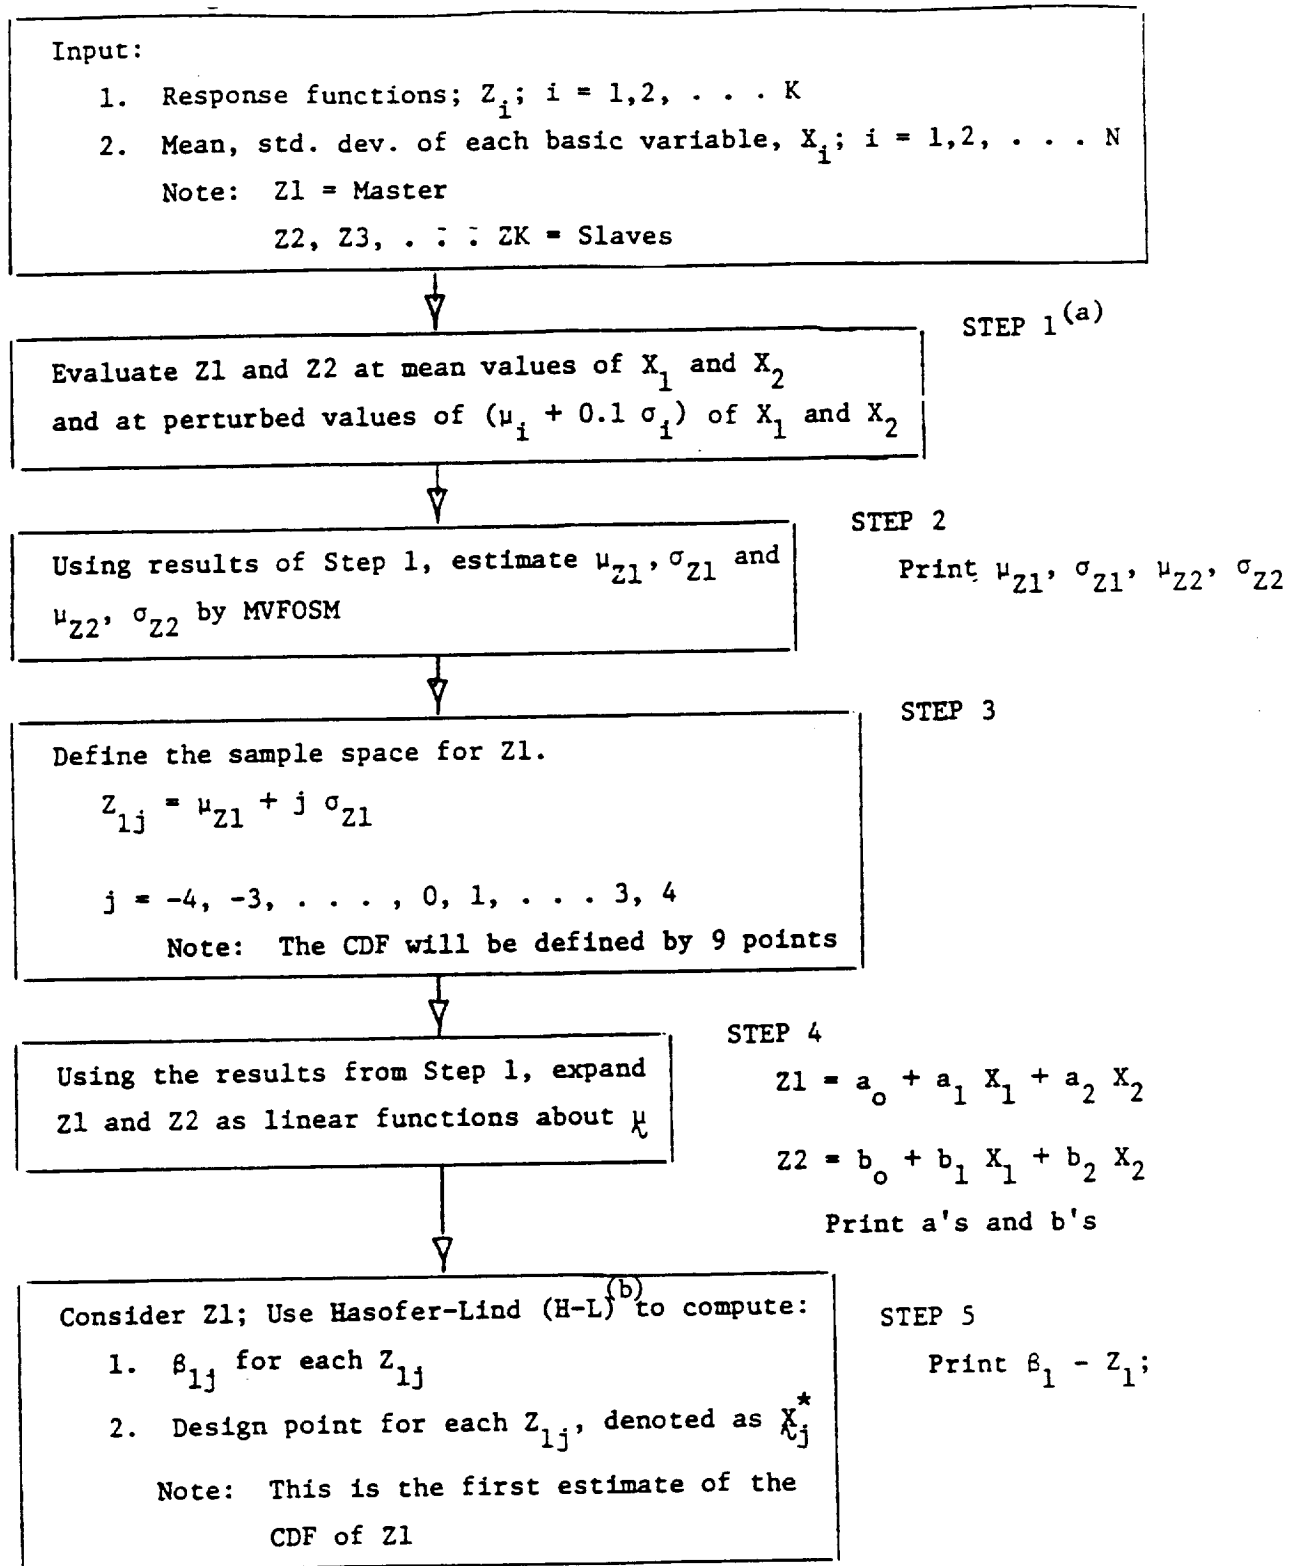 Input:
1. Response functions; Z_i; i = 1,2, . . . K
2. Mean, std. dev. of each basic variable, X_i; i = 1,2, . . . N
Note: Z1 = Master
Z2, Z3, . . . ZK = Slaves
STEP 1(a)
Evaluate Z1 and Z2 at mean values of X_1 and X_2
and at perturbed values of (μ_i + 0.1 σ_i) of X_1 and X_2
STEP 2
Using results of Step 1, estimate μ_Z1, σ_Z1 and
μ_Z2, σ_Z2 by MVFOSM
Print μ_Z1, σ_Z1, μ_Z2, σ_Z2
STEP 3
Define the sample space for Z1.
Z_1j = μ_Z1 + j σ_Z1
j = -4, -3, . . . , 0, 1, . . . 3, 4
Note: The CDF will be defined by 9 points
STEP 4
Using the results from Step 1, expand
Z1 and Z2 as linear functions about μ
Z1 = a_o + a_1 X_1 + a_2 X_2
Z2 = b_o + b_1 X_1 + b_2 X_2
Print a's and b's
Consider Z1; Use Hasofer-Lind (H-L)(b) to compute:
1. β_1j for each Z_1j
2. Design point for each Z_1j, denoted as X*_j
Note: This is the first estimate of the
CDF of Z1
STEP 5
Print β_1 - Z_1;